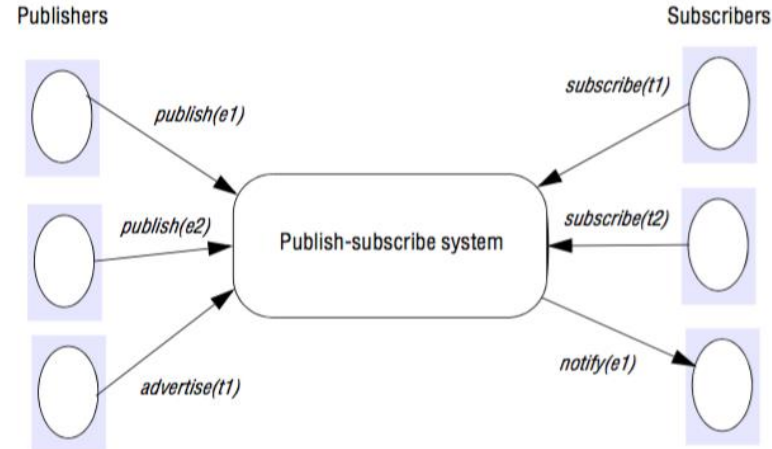 Publishers
Subscribers
publish(e1)
subscribe(t1)
publish(e2)
subscribe(t2)
Publish-subscribe system
advertise(t1)
notify(e1)